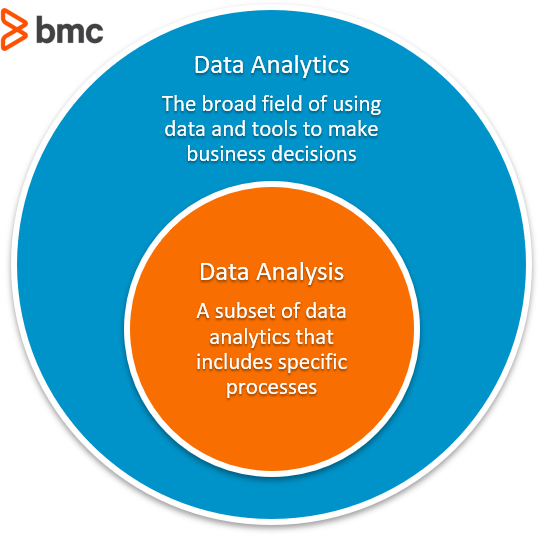 bmc
Data Analytics
The broad field of using
data and tools to make
business decisions
Data Analysis
A subset of data
analytics that
includes specific
processes